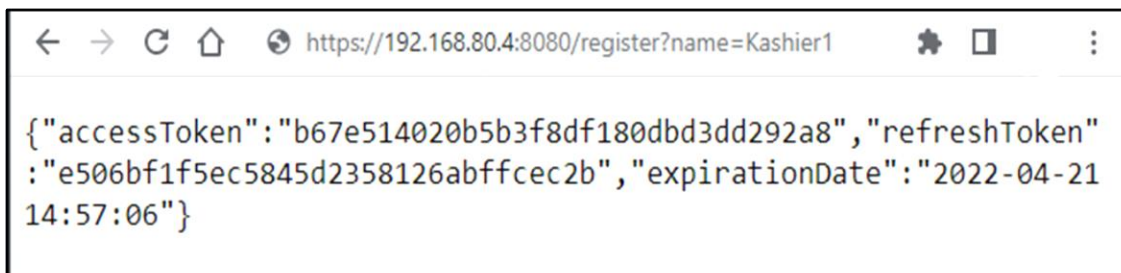 https://192.168.80.4:8080/register?name=Kashier1
{"accessToken":"b67e514020b5b3f8df180dbd3dd292a8","refreshToken"
:"e506bf1f5ec5845d2358126abffcec2b","expirationDate":"2022-04-21
14:57:06"}